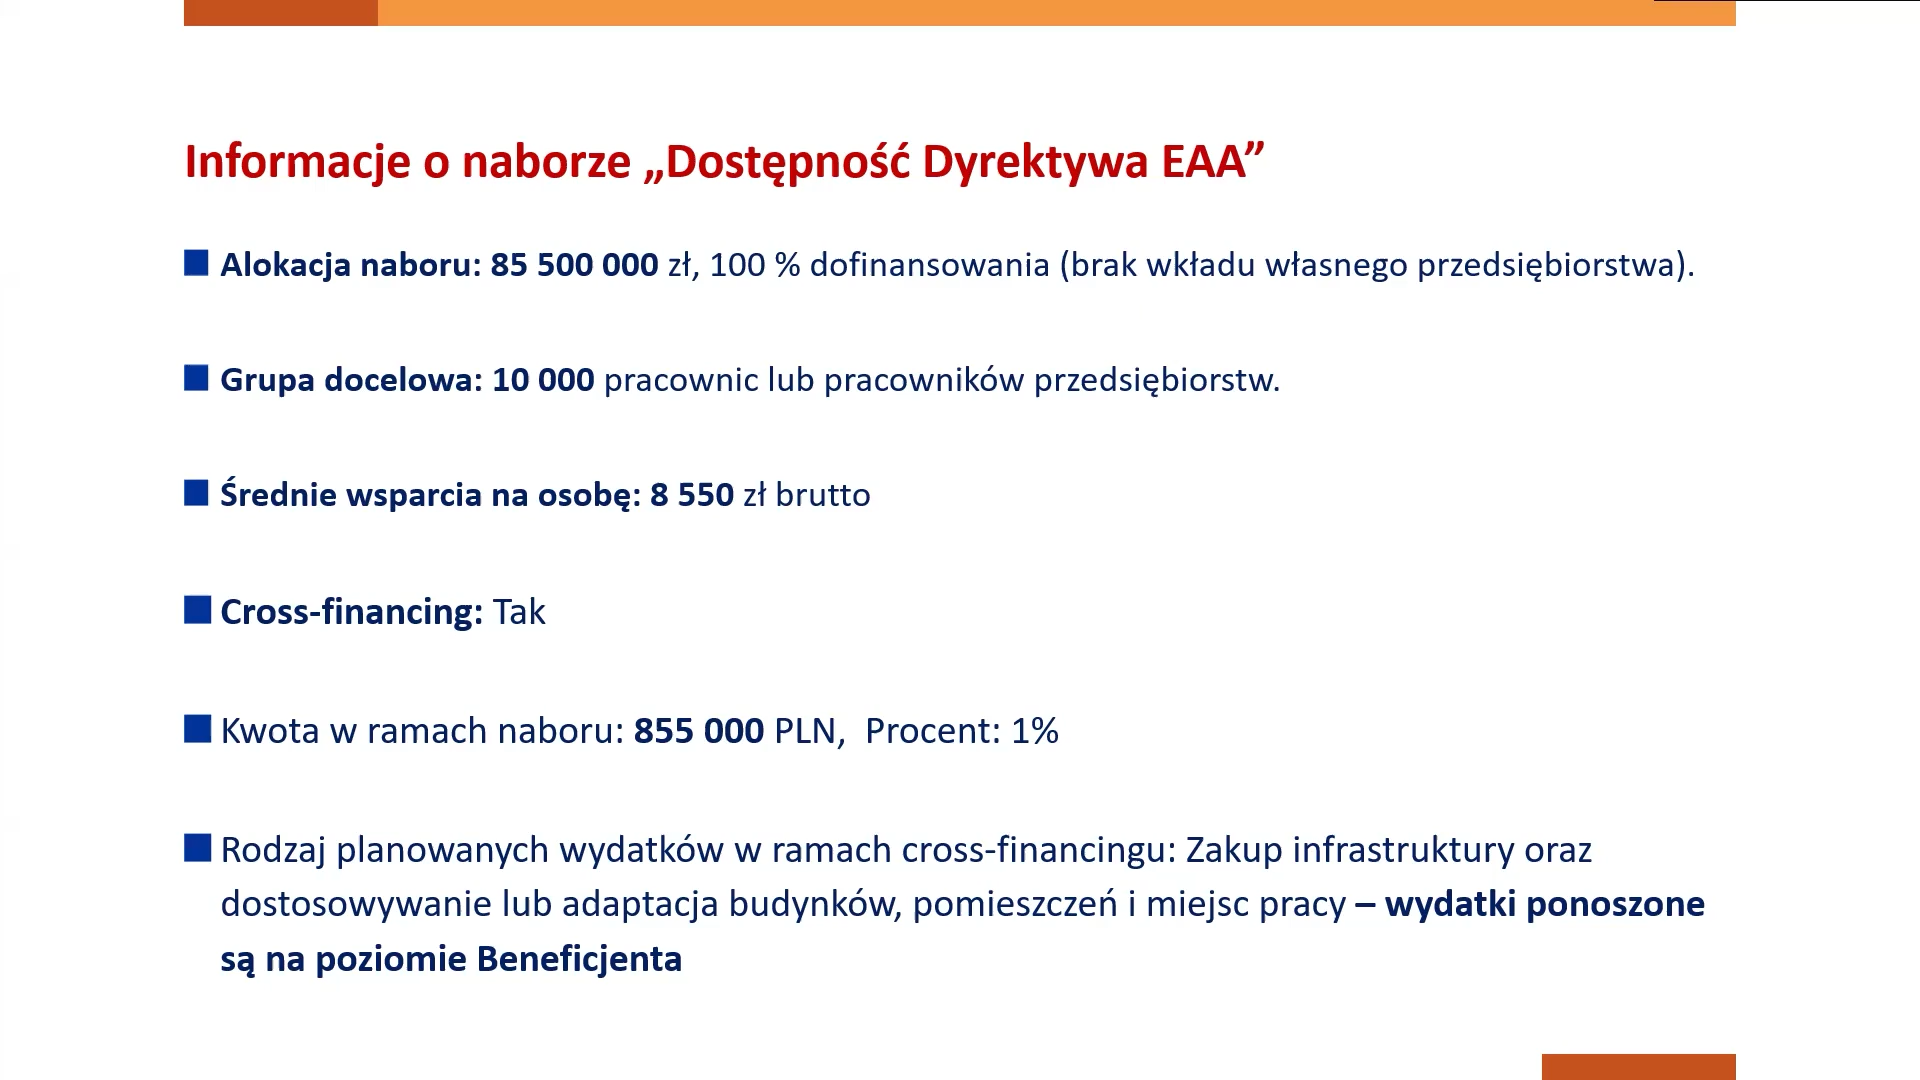 Informacje o naborze „Dostępność Dyrektywa EAA”
Alokacja naboru: 85 500 000 zł, 100 % dofinansowania (brak wkładu własnego przedsiębiorstwa).
Grupa docelowa: 10 000 pracownic lub pracowników przedsiębiorstw.
Średnie wsparcia na osobę: 8 550 zł brutto
Cross-financing: Tak
Kwota w ramach naboru: 855 000 PLN,  Procent: 1%
Rodzaj planowanych wydatków w ramach cross-financingu: Zakup infrastruktury oraz
dostosowywanie lub adaptacja budynków, pomieszczeń i miejsc pracy – wydatki ponoszone
są na poziomie Beneficjenta